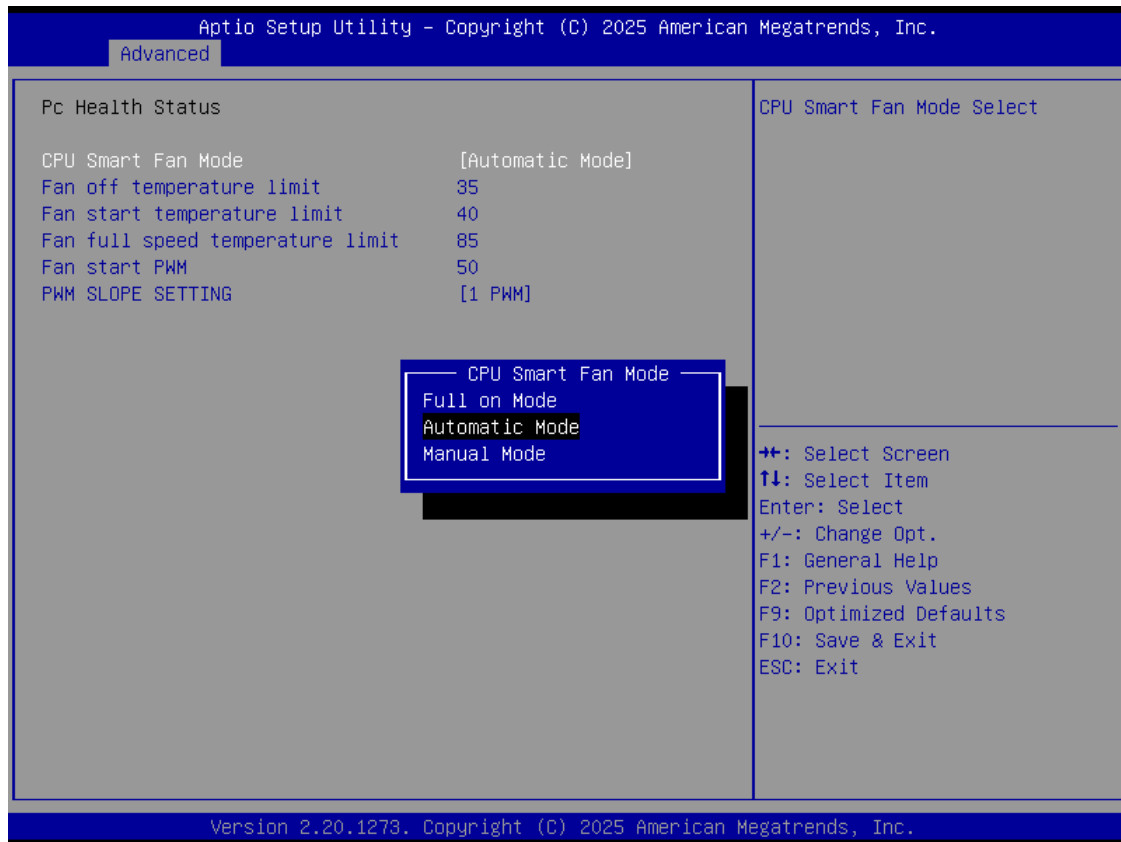 Aptio Setup Utility – Copyright (C) 2025 American Megatrends, Inc.
Advanced
Pc Health Status
CPU Smart Fan Mode [Automatic Mode]
Fan off temperature limit 35
Fan start temperature limit 40
Fan full speed temperature limit 85
Fan start PWM 50
PWM SLOPE SETTING [1 PWM]
CPU Smart Fan Mode
Full on Mode
Automatic Mode
Manual Mode
CPU Smart Fan Mode Select
→←: Select Screen
↑↓: Select Item
Enter: Select
+/-: Change Opt.
F1: General Help
F2: Previous Values
F9: Optimized Defaults
F10: Save & Exit
ESC: Exit
Version 2.20.1273. Copyright (C) 2025 American Megatrends, Inc.